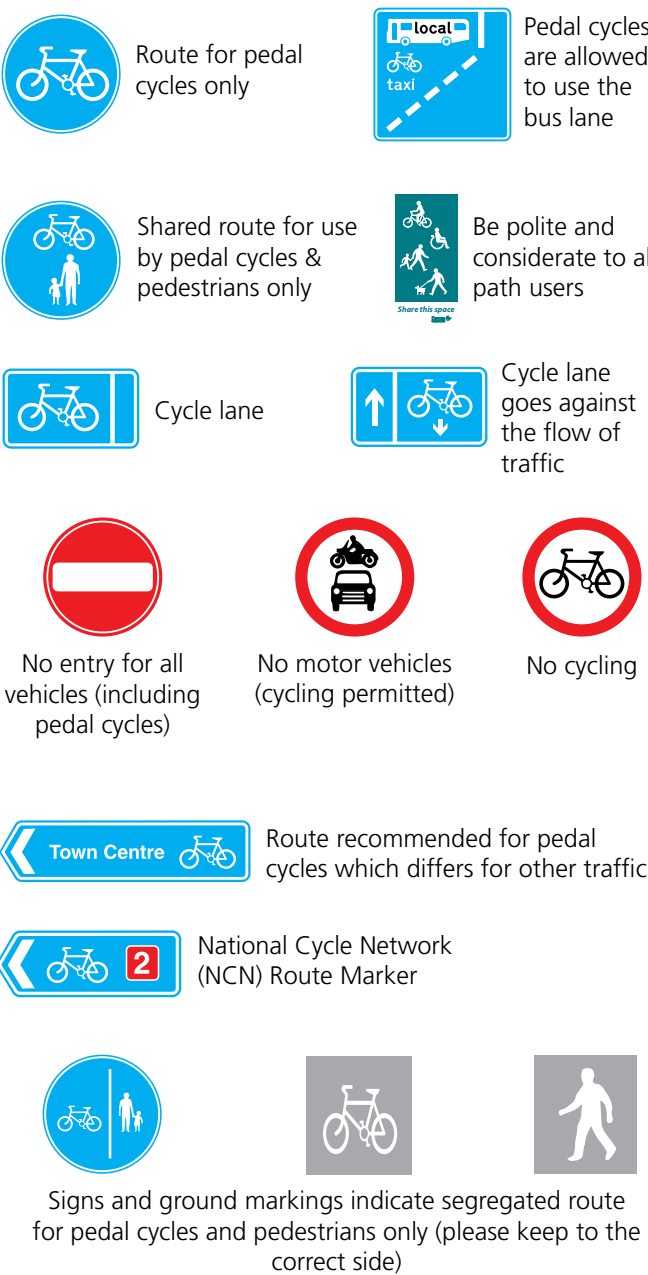 Route for pedal
cycles only
local
taxi
Pedal cycles
are allowed
to use the
bus lane
Shared route for use
by pedal cycles &
pedestrians only
Share this space
Be polite and
considerate to al
path users
Cycle lane
Cycle lane
goes against
the flow of
traffic
No entry for all
vehicles (including
pedal cycles)
No motor vehicles
(cycling permitted)
No cycling
Town Centre
Route recommended for pedal
cycles which differs for other traffic
2
National Cycle Network
(NCN) Route Marker
Signs and ground markings indicate segregated route
for pedal cycles and pedestrians only (please keep to the
correct side)